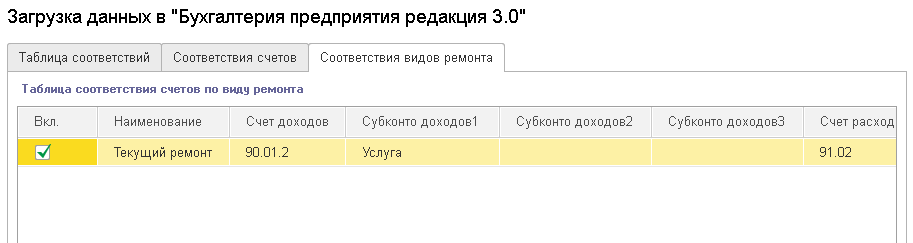 Загрузка данных в "Бухгалтерия предприятия редакция 3.0"
Таблица соответствий Соответствия счетов Соответствия видов ремонта
Таблица соответствия счетов по виду ремонта
Вкл. Наименование Счет доходов Субконто доходов1 Субконто доходов2 Субконто доходов3 Счет расход
Текущий ремонт 90.01.2 Услуга 91.02